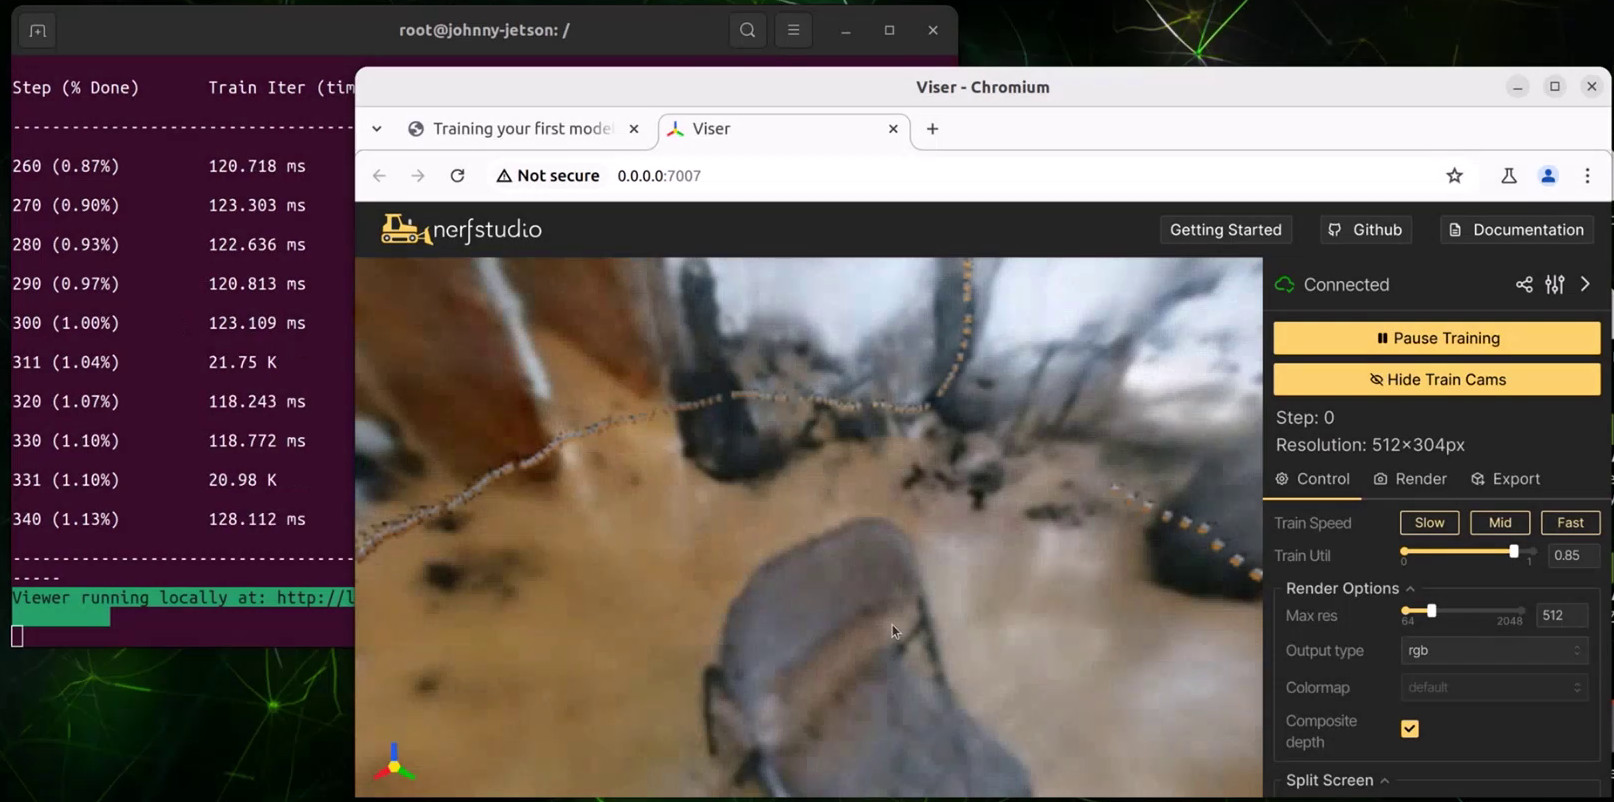 root@johnny-jetson: /
Step (% Done) Train Iter (tim
----------------------------------
260 (0.87%) 120.718 ms
270 (0.90%) 123.303 ms
280 (0.93%) 122.636 ms
290 (0.97%) 120.813 ms
300 (1.00%) 123.109 ms
311 (1.04%) 21.75 K
320 (1.07%) 118.243 ms
330 (1.10%) 118.772 ms
331 (1.10%) 20.98 K
340 (1.13%) 128.112 ms
----------------------------------
-----
Viewer running locally at: http://l
Viser - Chromium
Training your first mode
Viser
Not secure 0.0.0.0:7007
nerfstudio
Getting Started
Github
Documentation
Connected
Pause Training
Hide Train Cams
Step: 0
Resolution: 512×304px
Control Render Export
Train Speed Slow Mid Fast
Train Util 0.85
0 1
Render Options
Max res 512
64 2048
Output type rgb
Colormap default
Composite
depth
Split Screen